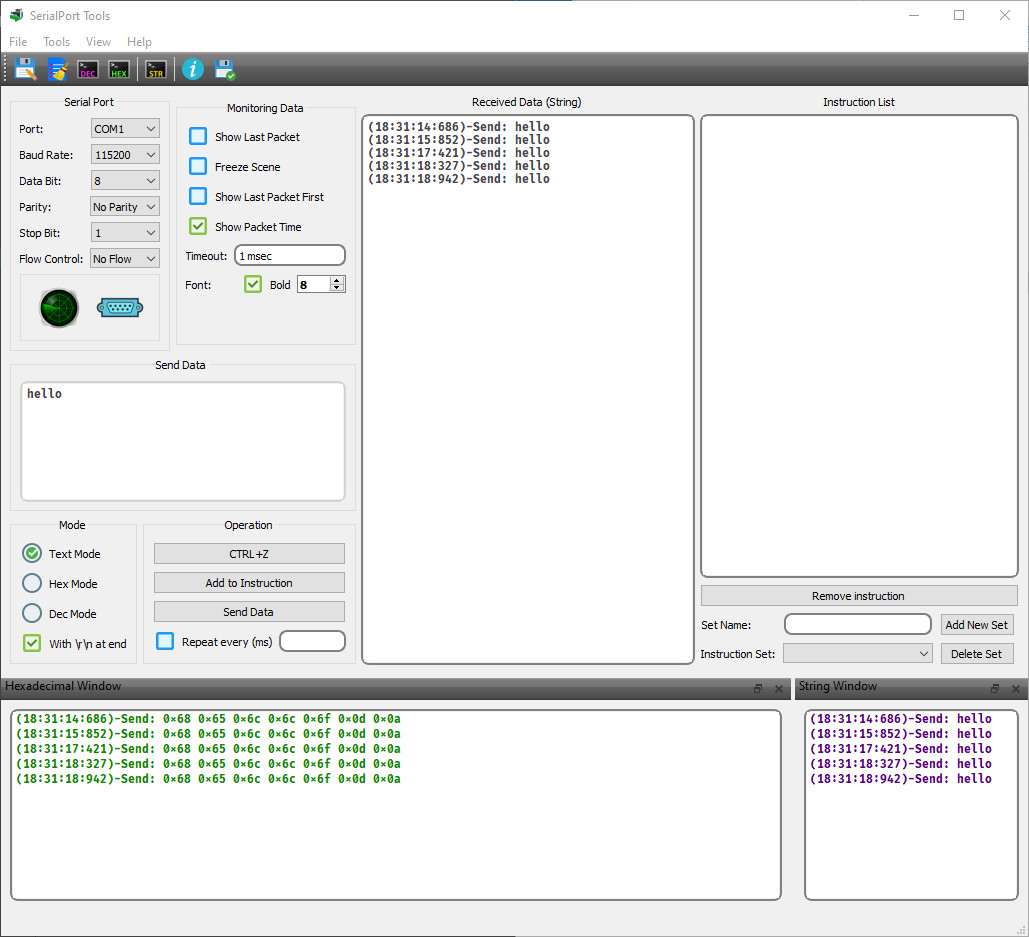 SerialPort Tools
File Tools View Help
DEC HEX STR
Serial Port
Port: COM1
Baud Rate: 115200
Data Bit: 8
Parity: No Parity
Stop Bit: 1
Flow Control: No Flow
Monitoring Data
Show Last Packet
Freeze Scene
Show Last Packet First
Show Packet Time
Timeout: 1 msec
Font: Bold 8
Send Data
hello
Mode
Text Mode
Hex Mode
Dec Mode
With \r\n at end
Operation
CTRL+Z
Add to Instruction
Send Data
Repeat every (ms)
Received Data (String)
(18:31:14:686)-Send: hello
(18:31:15:852)-Send: hello
(18:31:17:421)-Send: hello
(18:31:18:327)-Send: hello
(18:31:18:942)-Send: hello
Instruction List
Remove instruction
Set Name: Add New Set
Instruction Set: Delete Set
Hexadecimal Window
(18:31:14:686)-Send: 0×68 0×65 0×6c 0×6c 0×6f 0×0d 0×0a
(18:31:15:852)-Send: 0×68 0×65 0×6c 0×6c 0×6f 0×0d 0×0a
(18:31:17:421)-Send: 0×68 0×65 0×6c 0×6c 0×6f 0×0d 0×0a
(18:31:18:327)-Send: 0×68 0×65 0×6c 0×6c 0×6f 0×0d 0×0a
(18:31:18:942)-Send: 0×68 0×65 0×6c 0×6c 0×6f 0×0d 0×0a
String Window
(18:31:14:686)-Send: hello
(18:31:15:852)-Send: hello
(18:31:17:421)-Send: hello
(18:31:18:327)-Send: hello
(18:31:18:942)-Send: hello